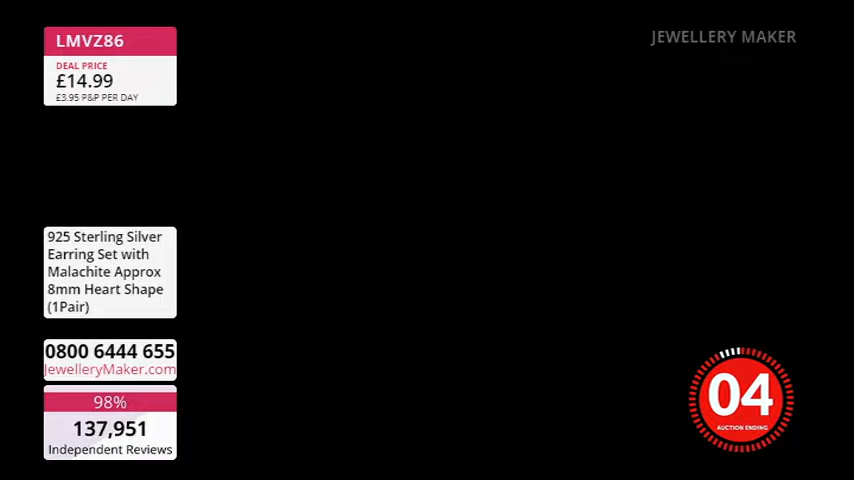 LMVZ86
JEWELLERY MAKER
DEAL PRICE
£14.99
£3.95 P&P PER DAY
925 Sterling Silver
Earring Set with
Malachite Approx
8mm Heart Shape
(1Pair)
0800 6444 655
JewelleryMaker.com
98%
137,951
Independent Reviews
04
AUCTION ENDING